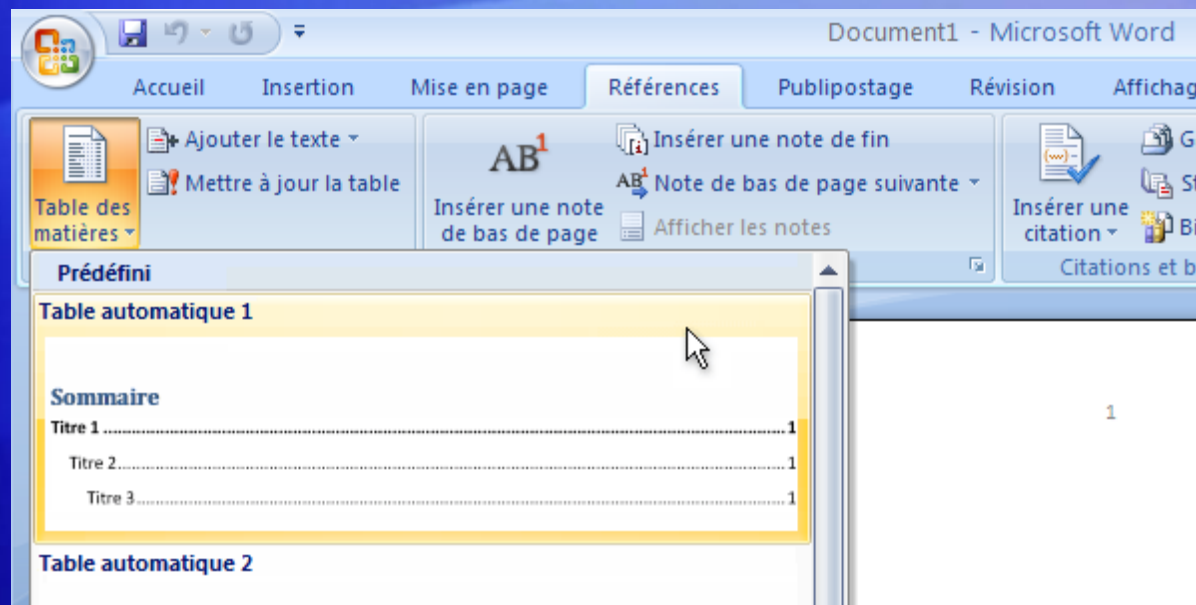 Document1 - Microsoft Word
Accueil Insertion Mise en page Références Publipostage Révision
Table des
matières
Ajouter le texte
Mettre à jour la table
AB1
Insérer une note
de bas de page
Insérer une note de fin
AB1 Note de bas de page suivante
Afficher les notes
Insérer une
citation
Citations et
Prédéfini
Table automatique 1
Sommaire
Titre 1 1
Titre 2 1
Titre 3 1
1
Table automatique 2